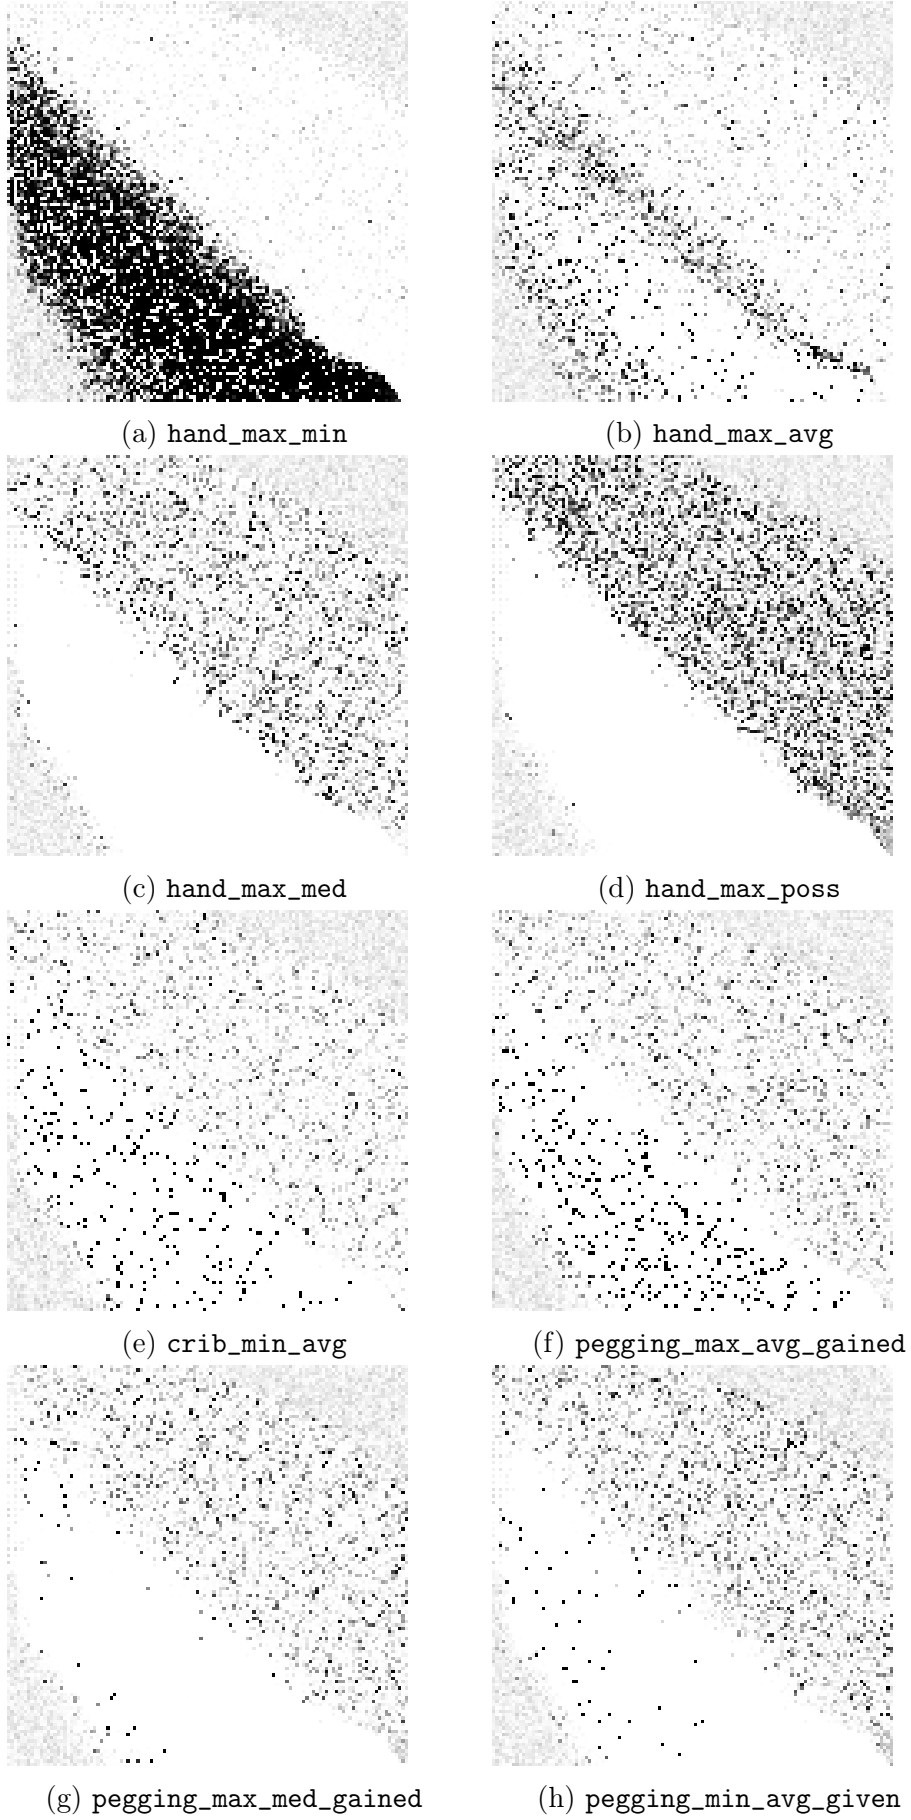 (a) hand_max_min
(b) hand_max_avg
(c) hand_max_med
(d) hand_max_poss
(e) crib_min_avg
(f) pegging_max_avg_gained
(g) pegging_max_med_gained
(h) pegging_min_avg_given